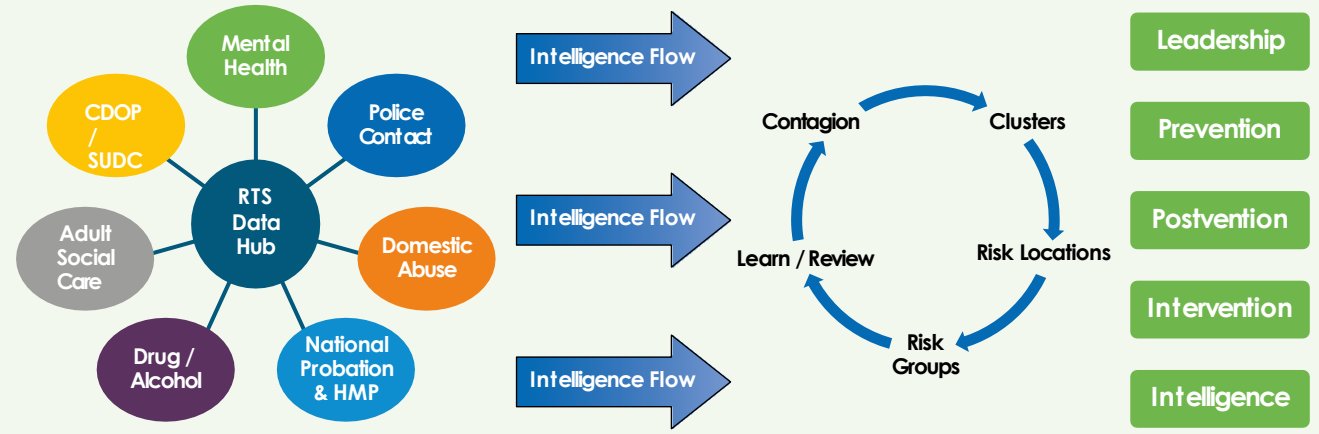 Mental
Health
CDOP
/
SUDC
Police
Contact
RTS
Data
Hub
Adult
Social
Care
Domestic
Abuse
Drug /
Alcohol
National
Probation
& HMP
Intelligence Flow
Intelligence Flow
Intelligence Flow
Contagion
Clusters
Learn / Review
Risk Locations
Risk
Groups
Leadership
Prevention
Postvention
Intervention
Intelligence